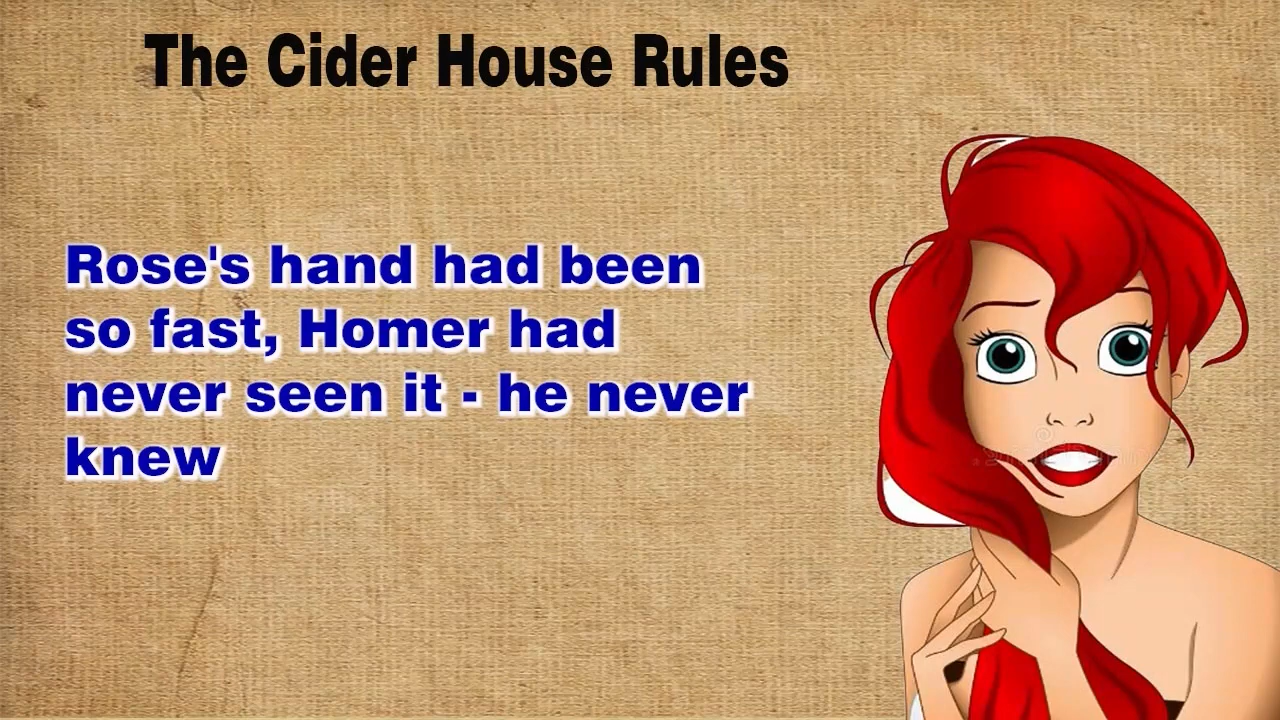 The Cider House Rules
Rose's hand had been
so fast, Homer had
never seen it - he never
knew